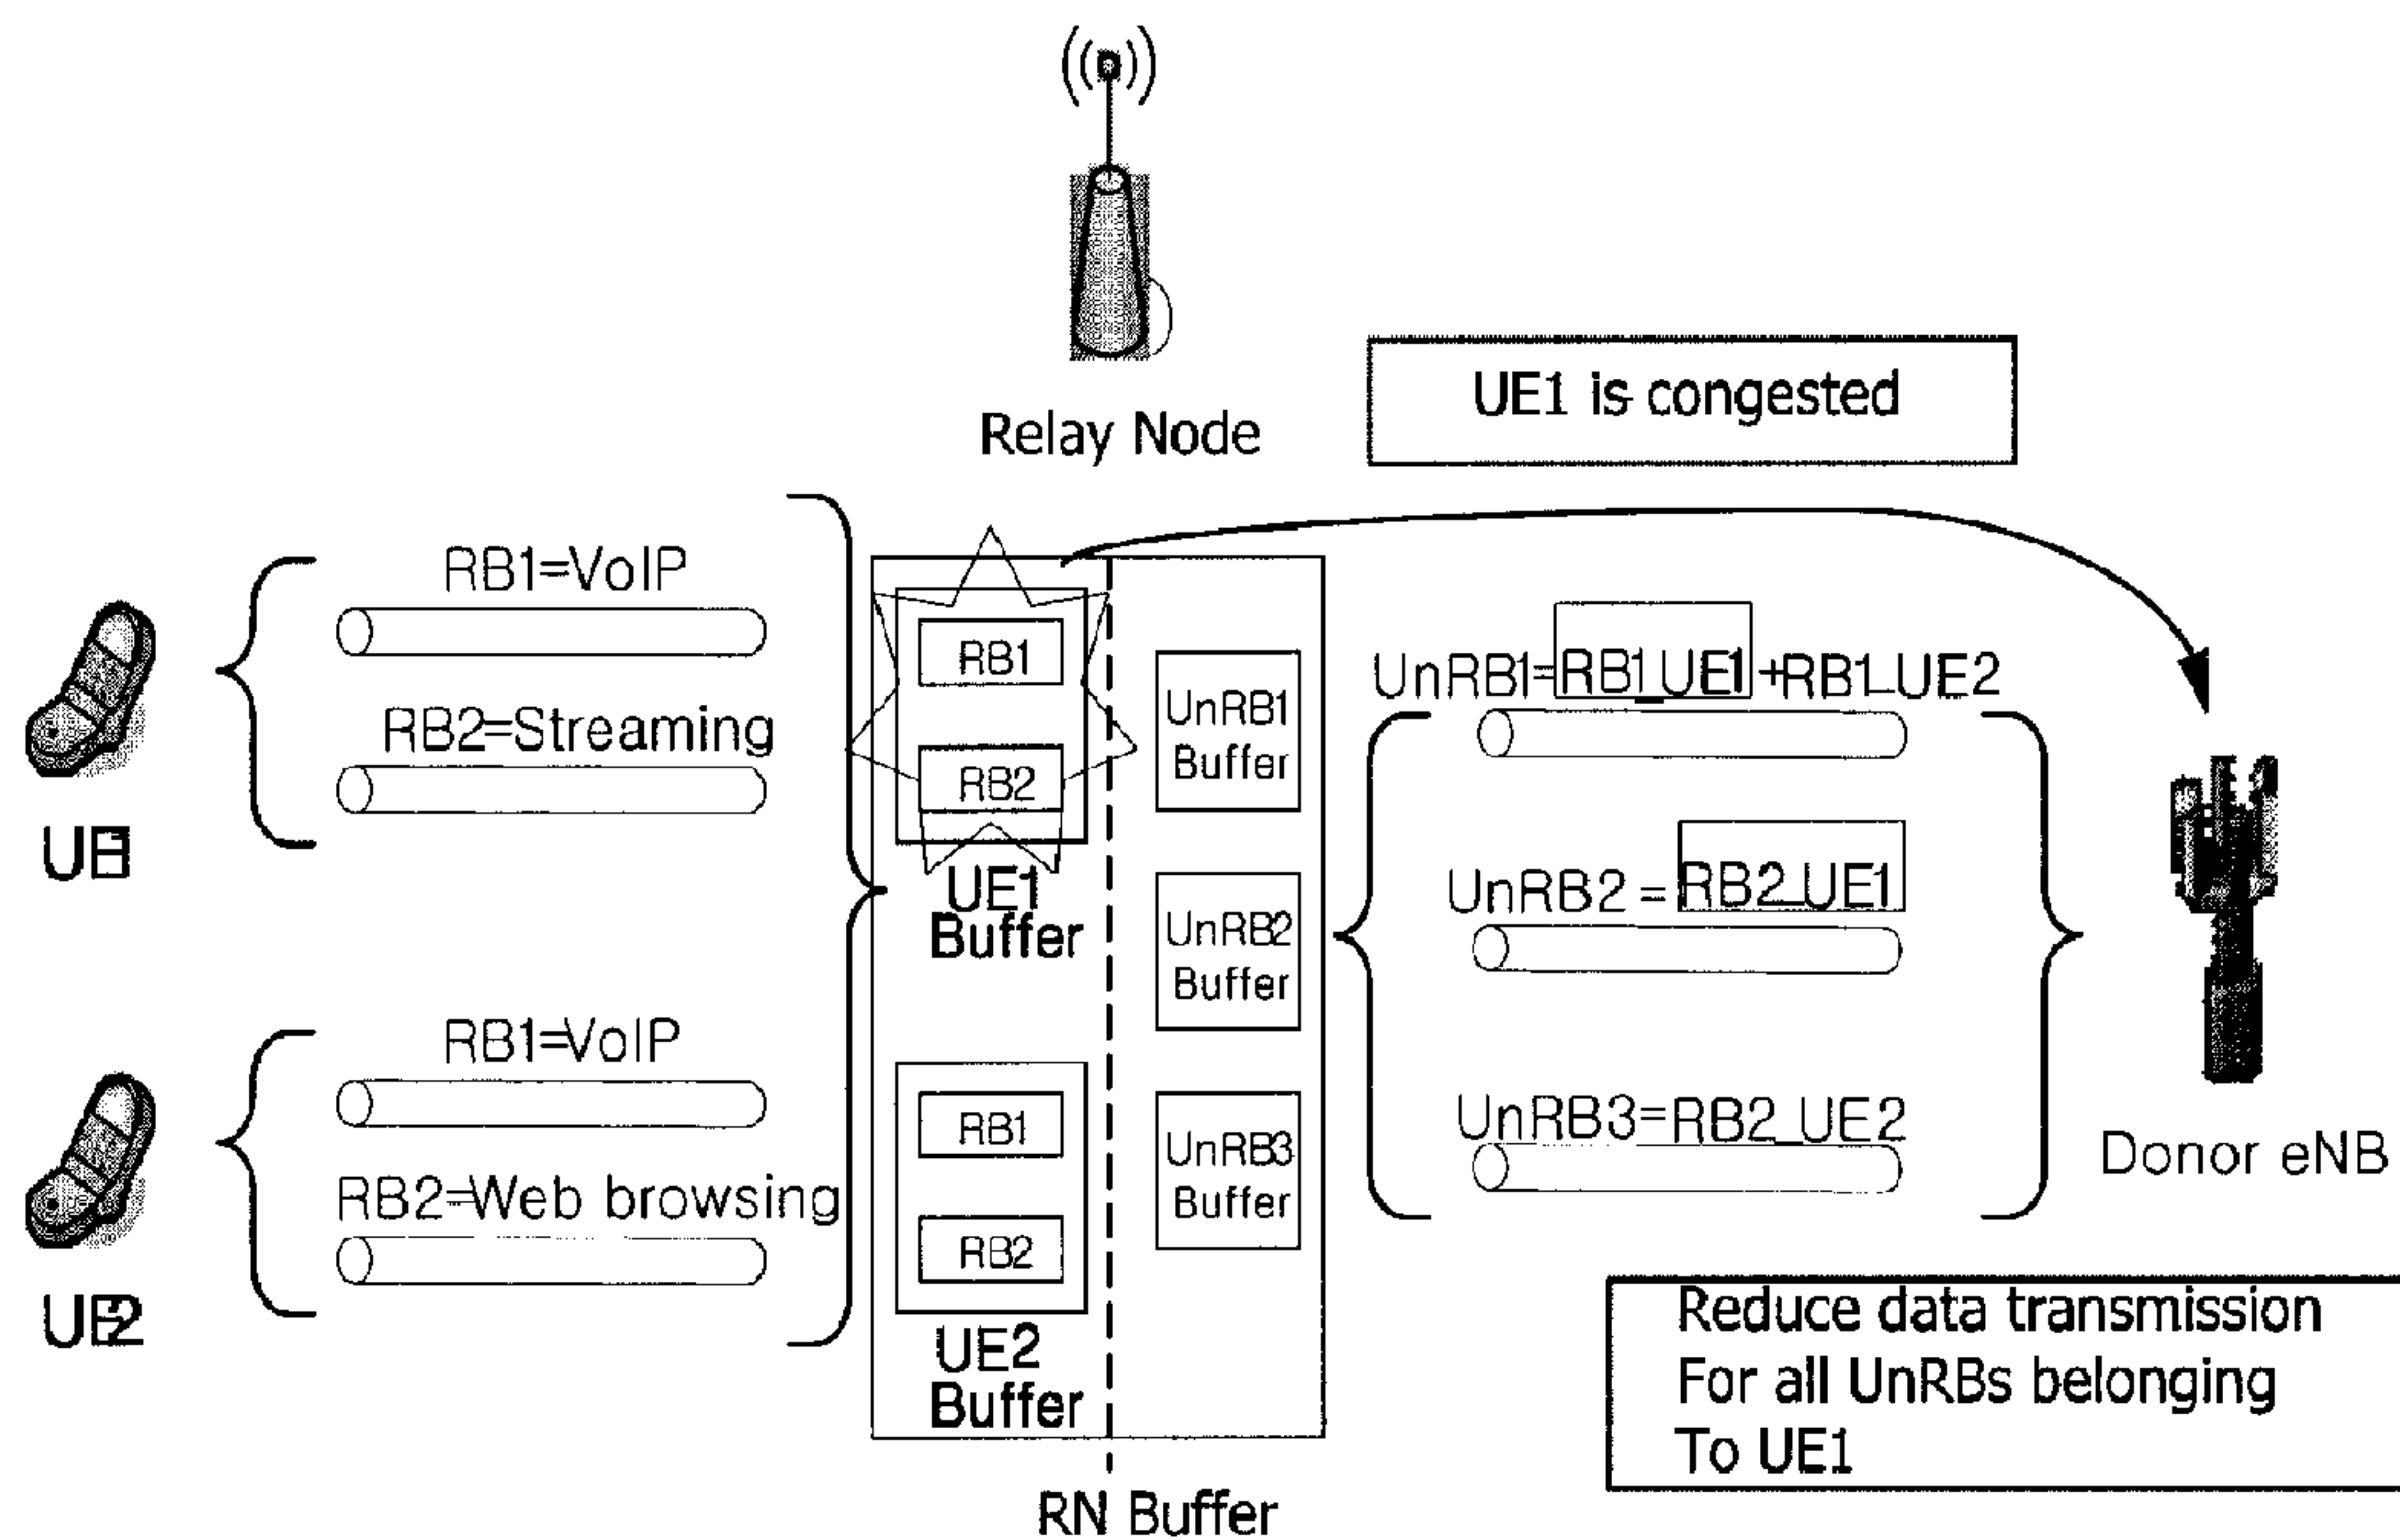 Relay Node
UE1 is congested
RB1=VoIP
RB2=Streaming
UE1
RB1
RB2
UE1
Buffer
UnRB1
Buffer
UnRB2
Buffer
UnRB3
Buffer
UnRB1=RB1_UE1+RB1_UE2
UnRB2=RB2_UE1
UnRB3=RB2_UE2
Donor eNB
RB1=VoIP
RB2=Web browsing
UE2
RB1
RB2
UE2
Buffer
RN Buffer
Reduce data transmission
For all UnRBs belonging
To UE1